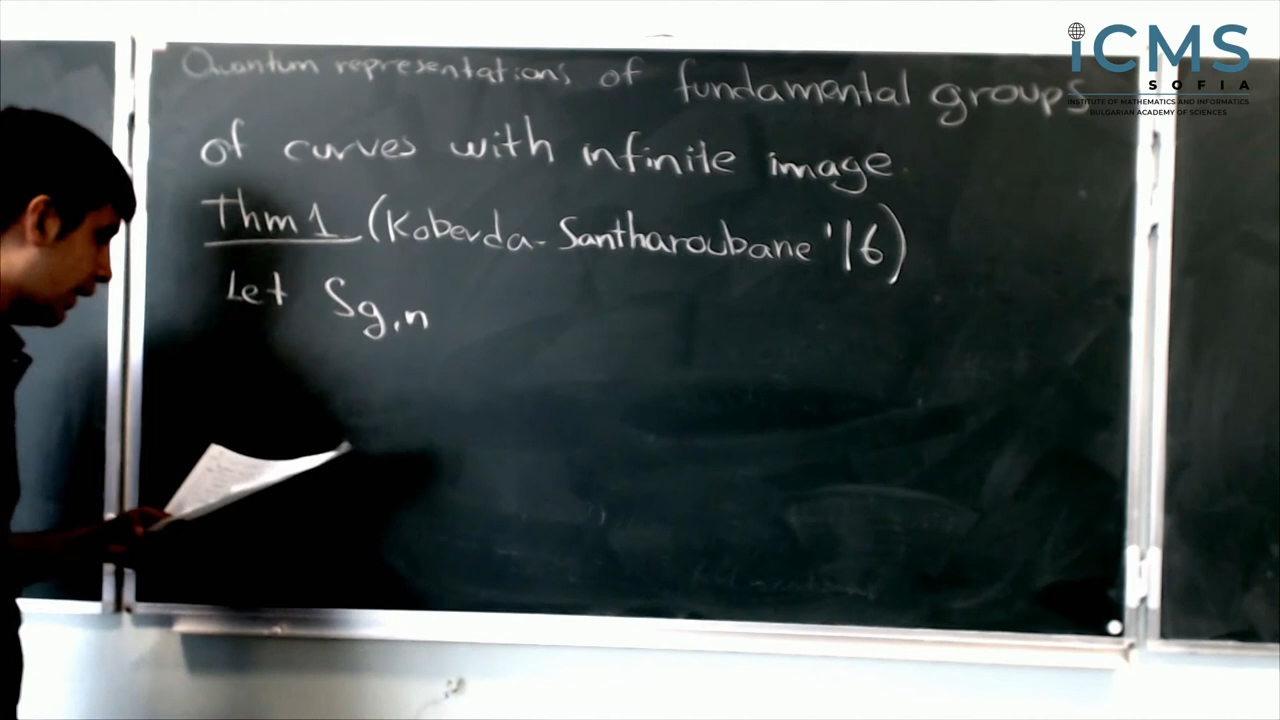 Quantum representations of fundamental groups
of curves with infinite image.
Thm 1 (Koberda-Santharoubane '16)
Let Sg,n
iCMS
SOFIA
INSTITUTE OF MATHEMATICS AND INFORMATICS
BULGARIAN ACADEMY OF SCIENCES